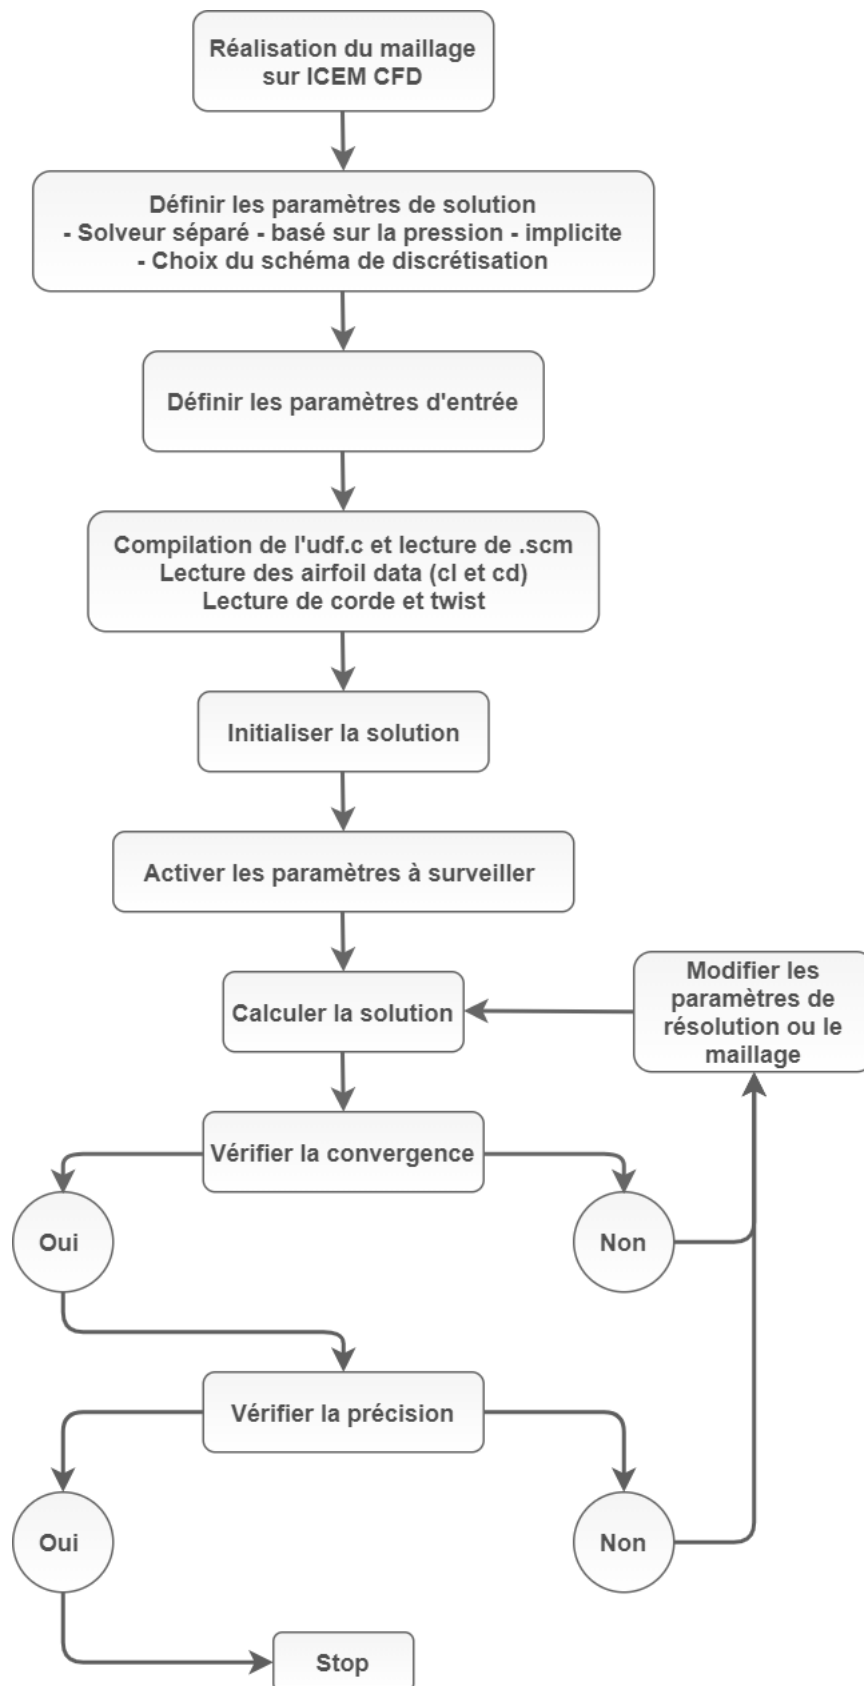 Réalisation du maillage
sur ICEM CFD
Définir les paramètres de solution
- Solveur séparé - basé sur la pression - implicite
- Choix du schéma de discrétisation
Définir les paramètres d'entrée
Compilation de l'udf.c et lecture de .scm
Lecture des airfoil data (cl et cd)
Lecture de corde et twist
Initialiser la solution
Activer les paramètres à surveiller
Calculer la solution
Modifier les
paramètres de
résolution ou le
maillage
Vérifier la convergence
Oui
Non
Vérifier la précision
Oui
Non
Stop